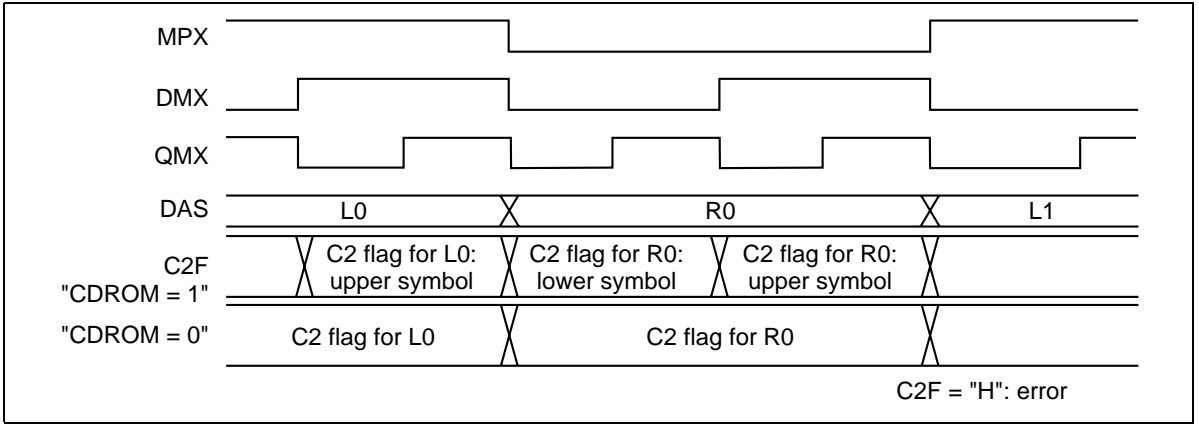 MPX
DMX
QMX
DAS L0 R0 L1
C2F
"CDROM = 1"
C2 flag for L0:
upper symbol
C2 flag for R0:
lower symbol
C2 flag for R0:
upper symbol
"CDROM = 0" C2 flag for L0 C2 flag for R0
C2F = "H": error